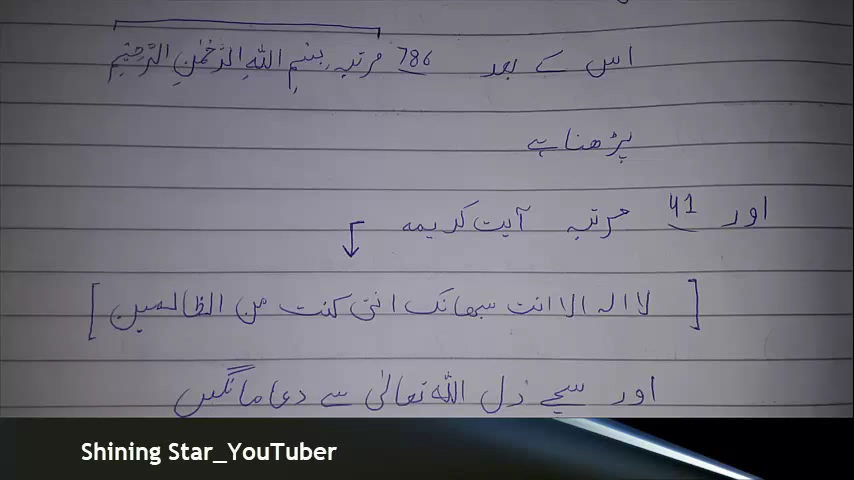 اس کے بعد 786 مرتبہ بِسْمِ اللهِ الرَّحْمٰنِ الرَّحِيْمِ
پڑھنا ہے
اور 41 مرتبہ آیت کریمہ
[ لا الہ الا انت سبحانک انی کنت من الظالمین ]
اور سچے دل اللہ تعالیٰ سے دعا مانگیں
Shining Star_YouTuber